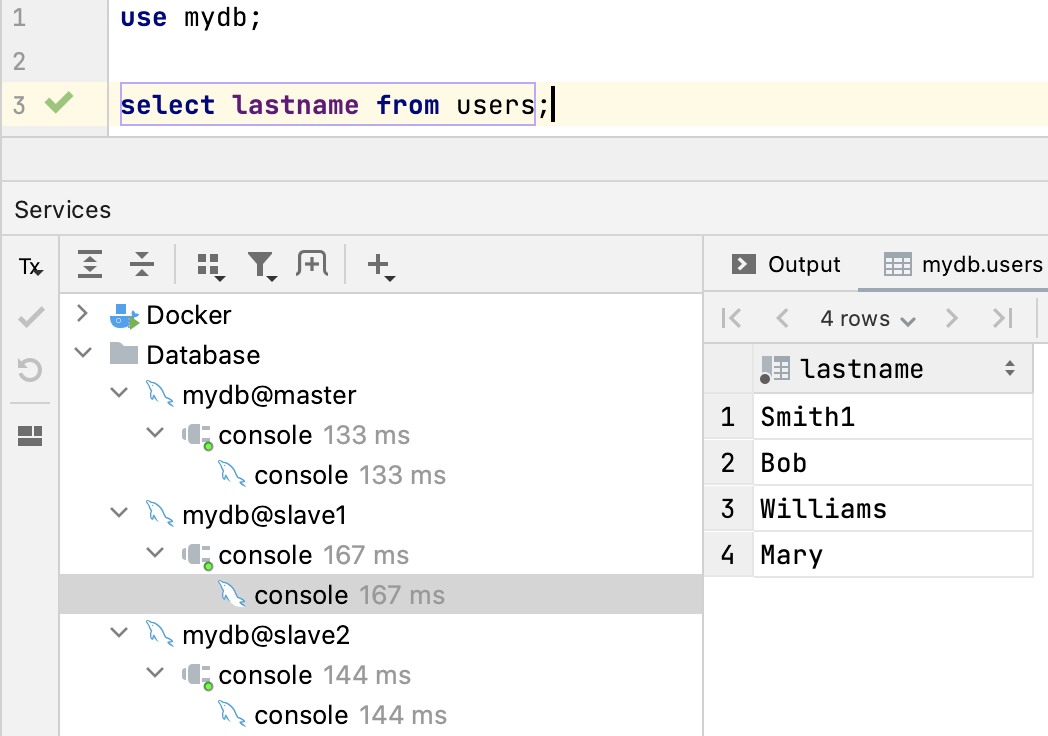 1 use mydb;
2
3 select lastname from users;
Services
Tx
Output mydb.users
4 rows
Docker
Database
mydb@master
console 133 ms
console 133 ms
mydb@slave1
console 167 ms
console 167 ms
mydb@slave2
console 144 ms
console 144 ms
lastname
1 Smith1
2 Bob
3 Williams
4 Mary